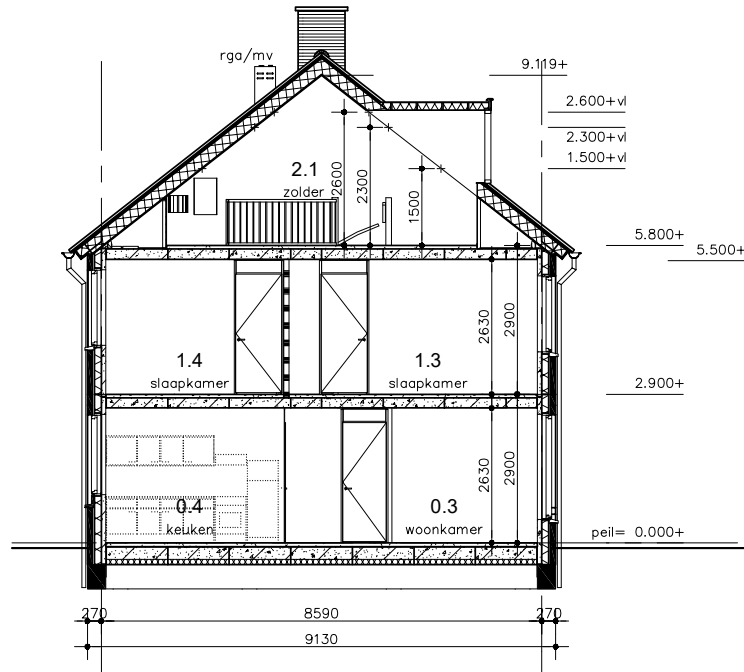 rga/mv
9.119+
2.600+vl
2.300+vl
1.500+vl
2.1
zolder
2600
2300
1500
5.800+
5.500+
1.4
slaapkamer
1.3
slaapkamer
2630
2900
2.900+
0.4
keuken
0.3
woonkamer
2630
2900
peil= 0.000+
270
8590
270
9130